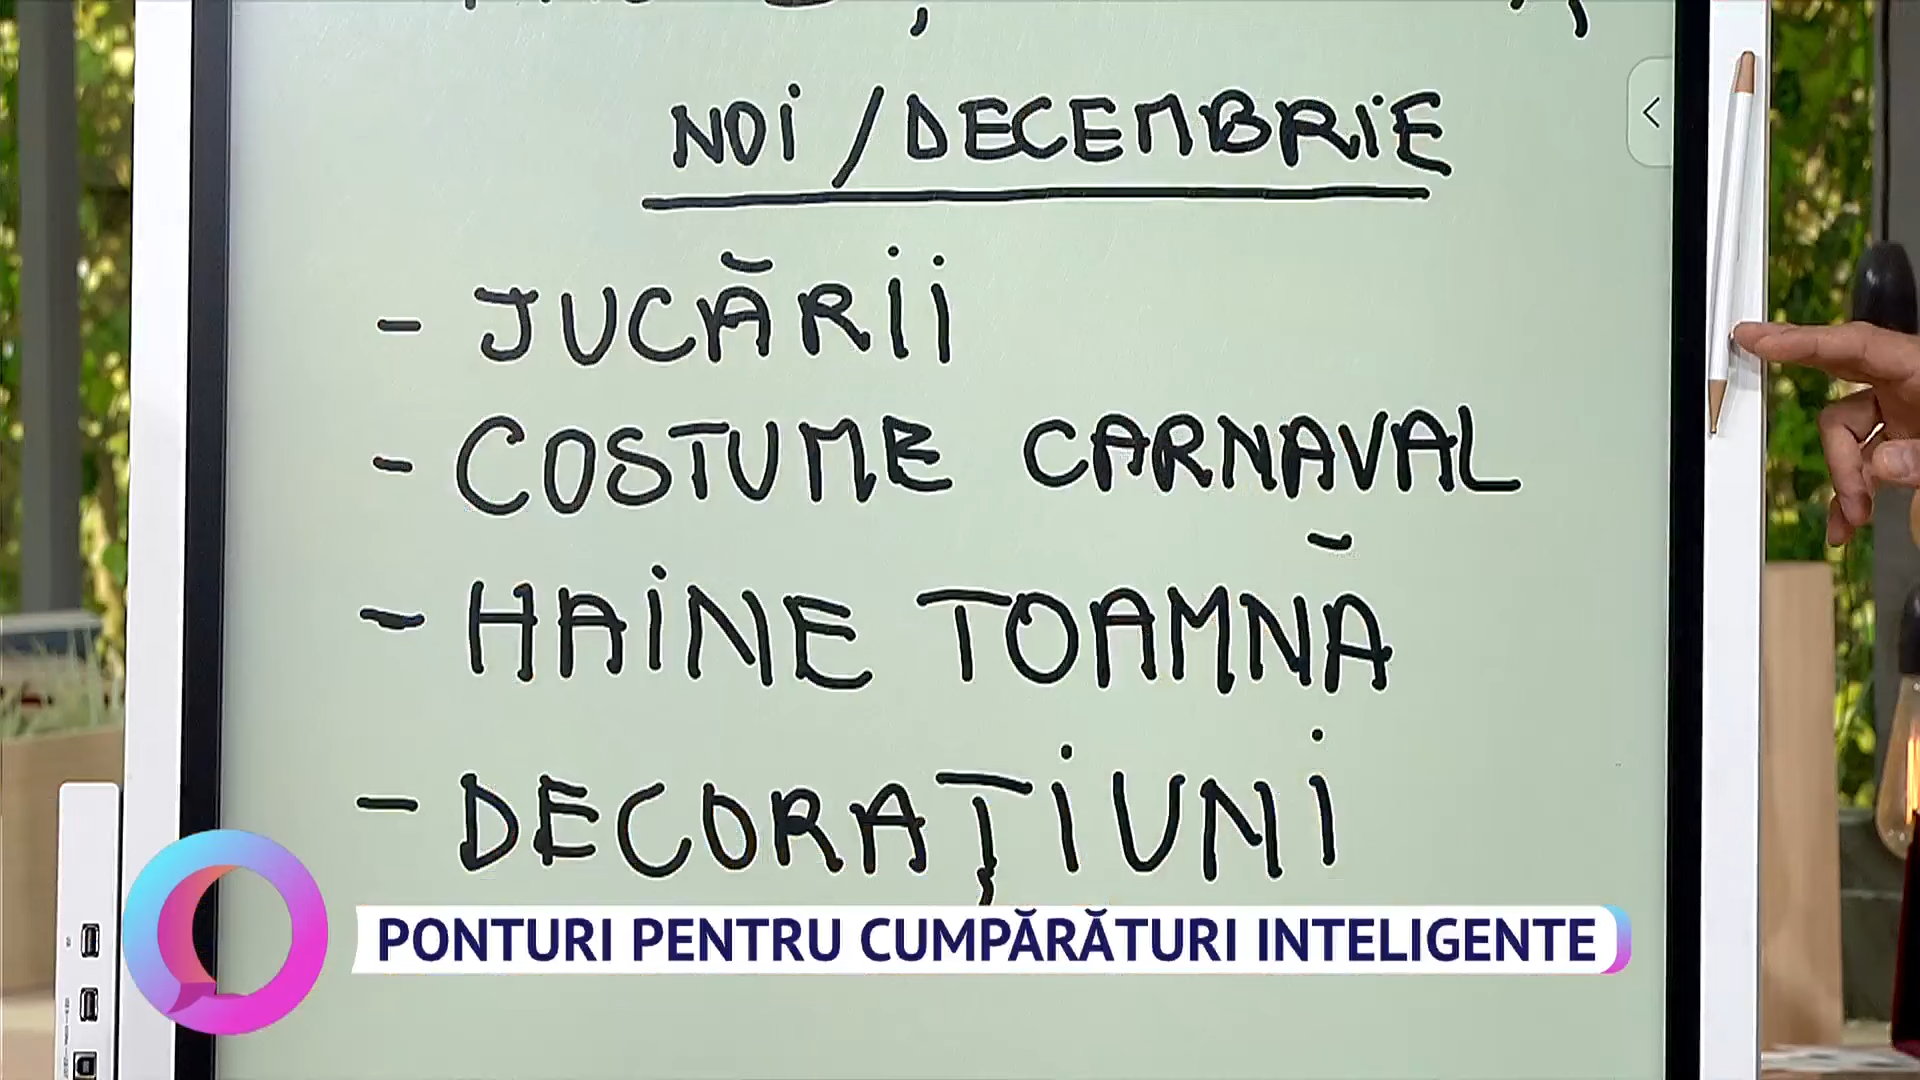 NOI / DECEMBRIE
- JUCĂRII
- COSTUME CARNAVAL
- HAINE TOAMNĂ
- DECORAȚIUNI
PONTURI PENTRU CUMPĂRĂTURI INTELIGENTE